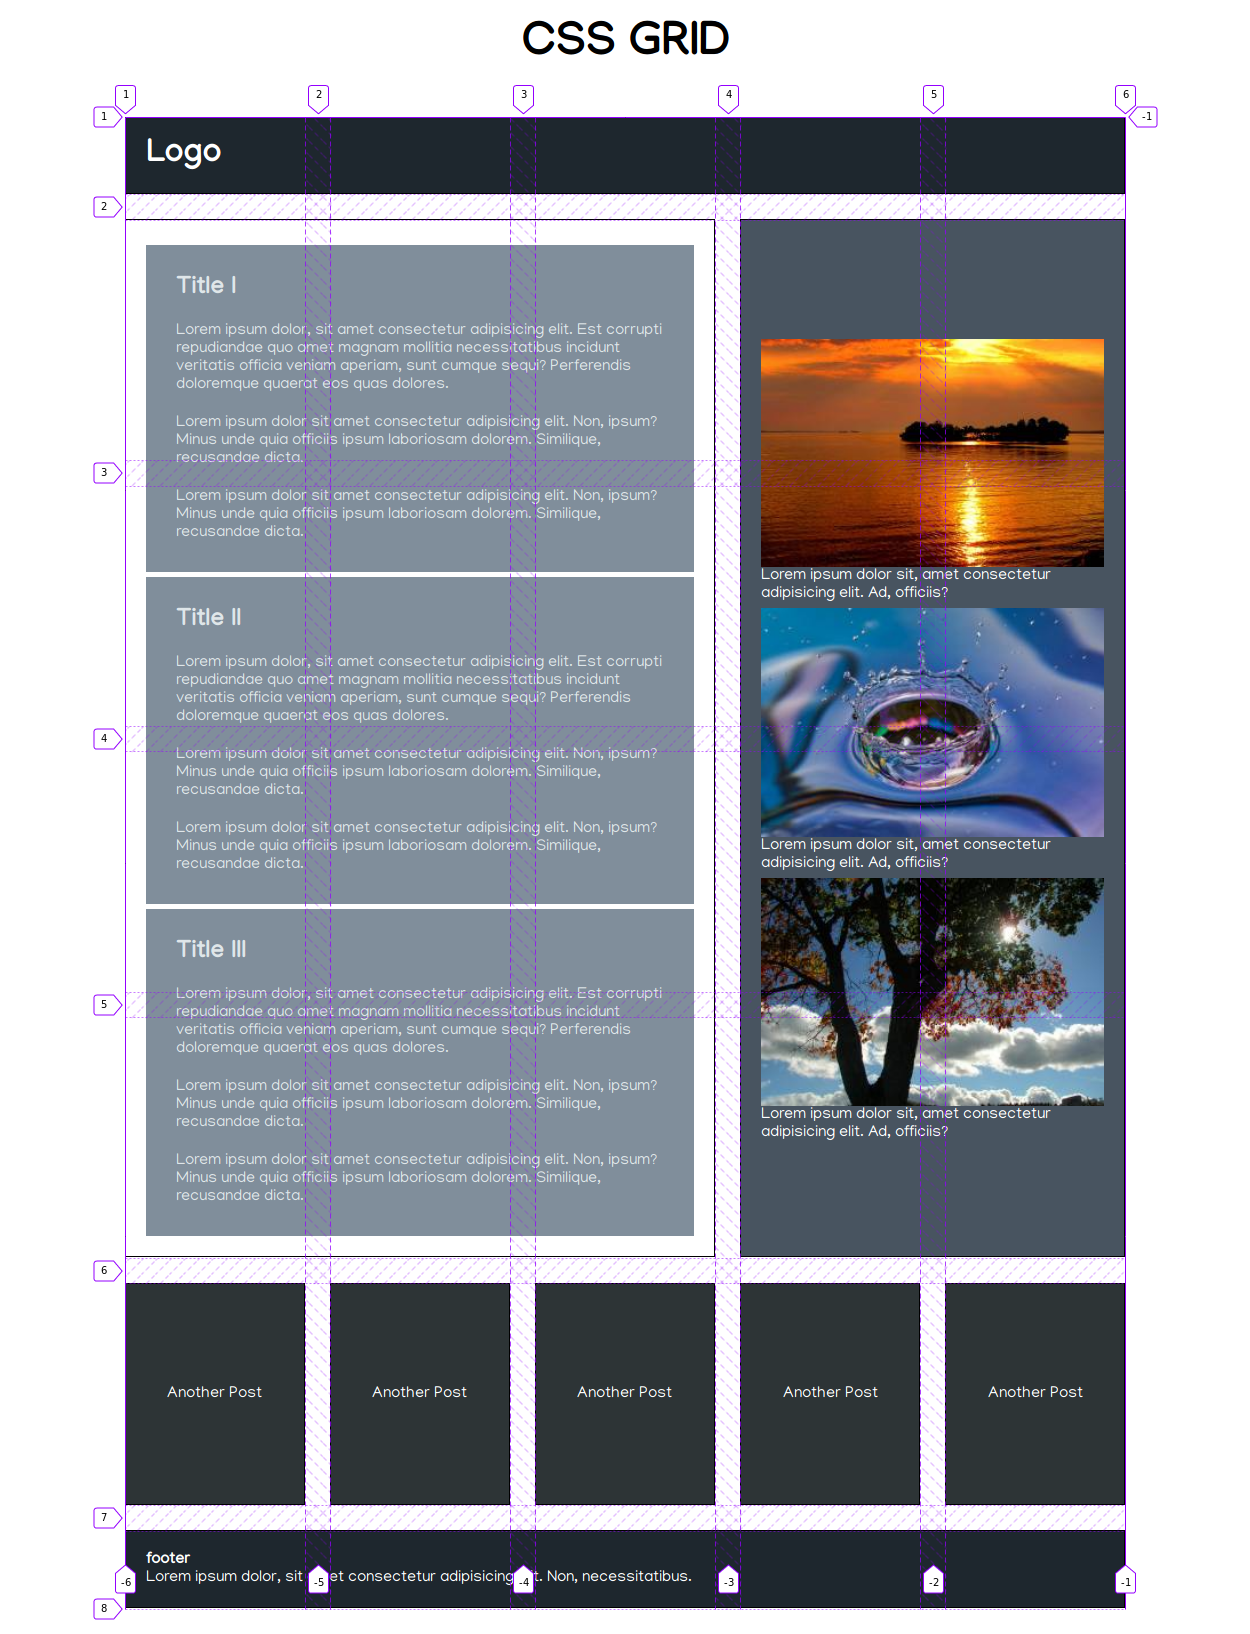 CSS GRID
1
2
3
4
5
6
1
-1
Logo
2
Title I
Lorem ipsum dolor, sit amet consectetur adipisicing elit. Est corrupti
repudiandae quo amet magnam mollitia necessitatibus incidunt
veritatis officia veniam aperiam, sunt cumque sequi? Perferendis
doloremque quaerat eos quas dolores.
Lorem ipsum dolor sit amet consectetur adipisicing elit. Non, ipsum?
Minus unde quia officiis ipsum laboriosam dolorem. Similique,
recusandae dicta.
3
Lorem ipsum dolor sit amet consectetur adipisicing elit. Non, ipsum?
Minus unde quia officiis ipsum laboriosam dolorem. Similique,
recusandae dicta.
Title II
Lorem ipsum dolor, sit amet consectetur adipisicing elit. Est corrupti
repudiandae quo amet magnam mollitia necessitatibus incidunt
veritatis officia veniam aperiam, sunt cumque sequi? Perferendis
doloremque quaerat eos quas dolores.
4
Lorem ipsum dolor sit amet consectetur adipisicing elit. Non, ipsum?
Minus unde quia officiis ipsum laboriosam dolorem. Similique,
recusandae dicta.
Lorem ipsum dolor sit amet consectetur adipisicing elit. Non, ipsum?
Minus unde quia officiis ipsum laboriosam dolorem. Similique,
recusandae dicta.
Title III
Lorem ipsum dolor, sit amet consectetur adipisicing elit. Est corrupti
5
repudiandae quo amet magnam mollitia necessitatibus incidunt
veritatis officia veniam aperiam, sunt cumque sequi? Perferendis
doloremque quaerat eos quas dolores.
Lorem ipsum dolor sit amet consectetur adipisicing elit. Non, ipsum?
Minus unde quia officiis ipsum laboriosam dolorem. Similique,
recusandae dicta.
Lorem ipsum dolor sit amet consectetur adipisicing elit. Non, ipsum?
Minus unde quia officiis ipsum laboriosam dolorem. Similique,
recusandae dicta.
Lorem ipsum dolor sit, amet consectetur
adipisicing elit. Ad, officiis?
Lorem ipsum dolor sit, amet consectetur
adipisicing elit. Ad, officiis?
Lorem ipsum dolor sit, amet consectetur
adipisicing elit. Ad, officiis?
6
Another Post
Another Post
Another Post
Another Post
Another Post
7
footer
Lorem ipsum dolor, sit et consectetur adipisicing t. Non, necessitatibus.
-6
-5
-4
-3
-2
-1
8